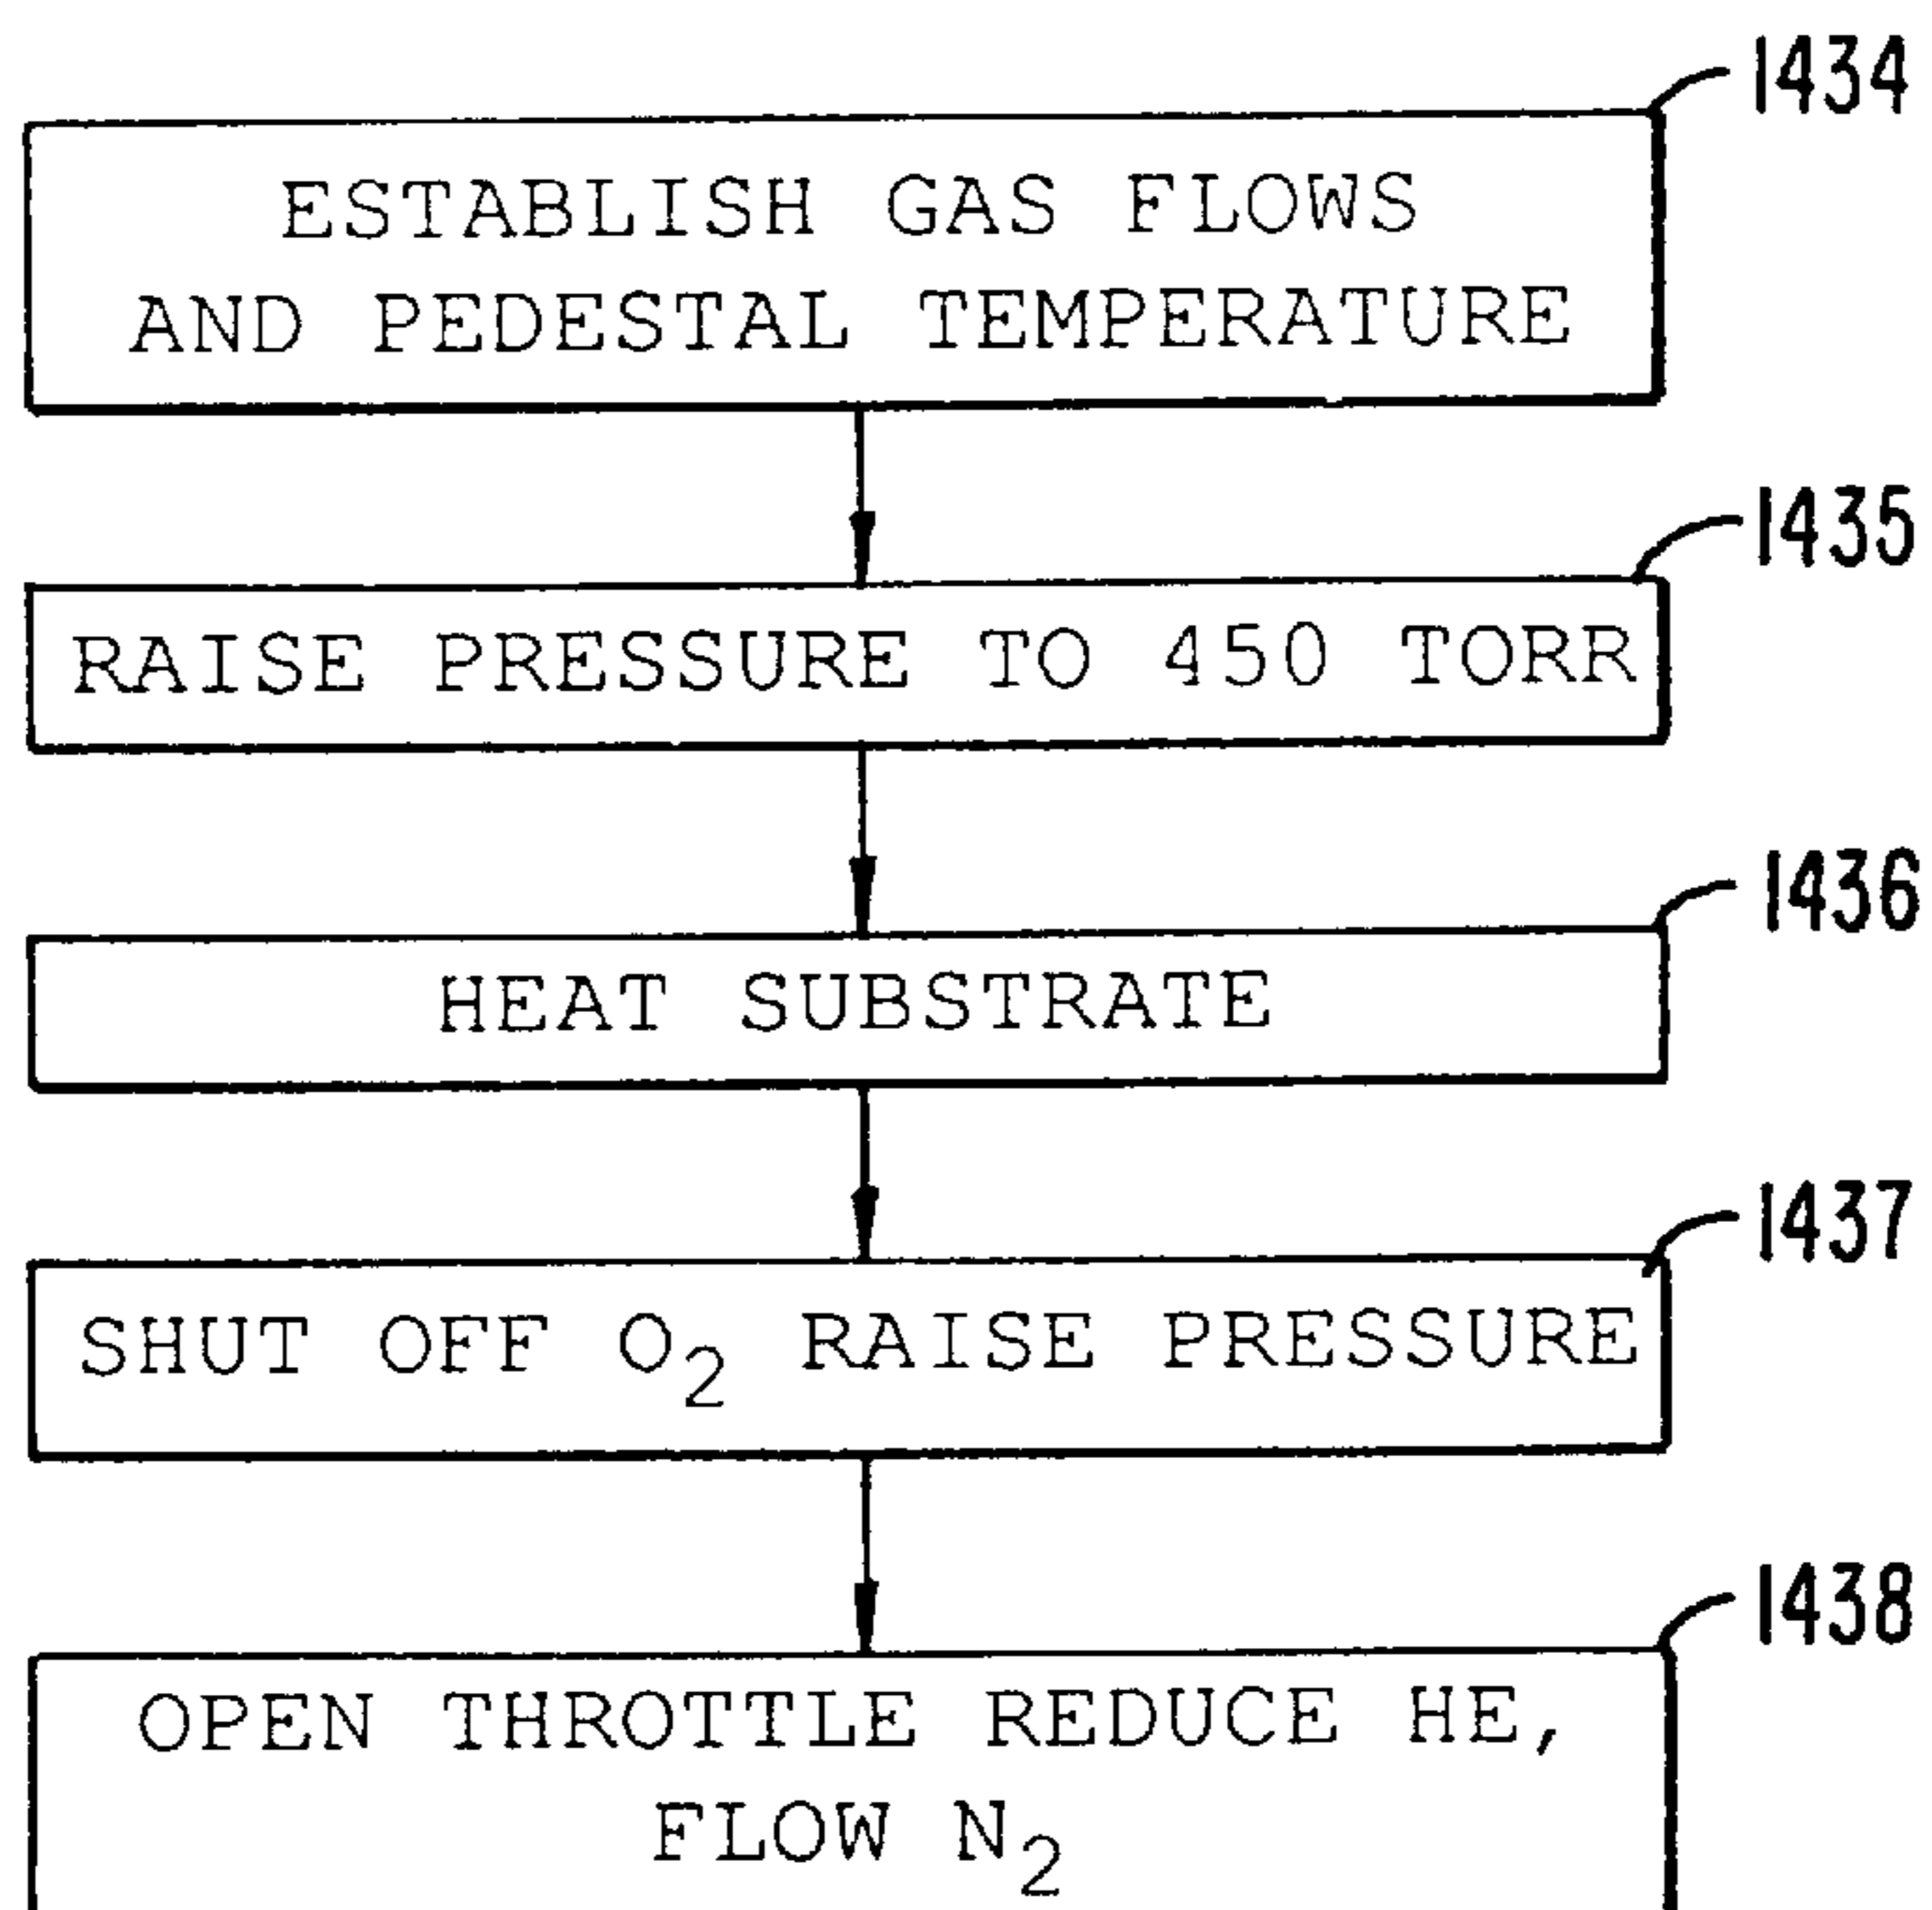 1434
ESTABLISH GAS FLOWS
AND PEDESTAL TEMPERATURE
1435
RAISE PRESSURE TO 450 TORR
1436
HEAT SUBSTRATE
1437
SHUT OFF O₂ RAISE PRESSURE
1438
OPEN THROTTLE REDUCE HE,
FLOW N₂